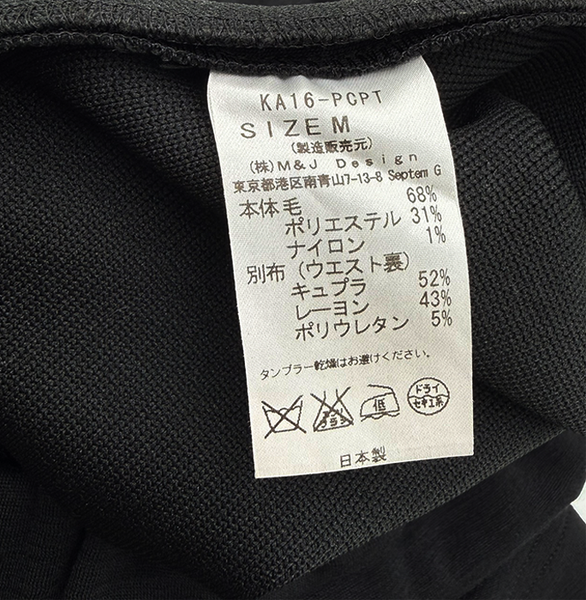 KA16-PCPT
SIZE M
(製造販売元)
(株)M&J Design
東京都港区南青山7-13-8 Septem G
本体 毛 68%
ポリエステル 31%
ナイロン 1%
別布 (ウエスト裏)
キュプラ 52%
レーヨン 43%
ポリウレタン 5%
タンブラー乾燥はお避けください。
低 ドライ
セキユ系
日本製